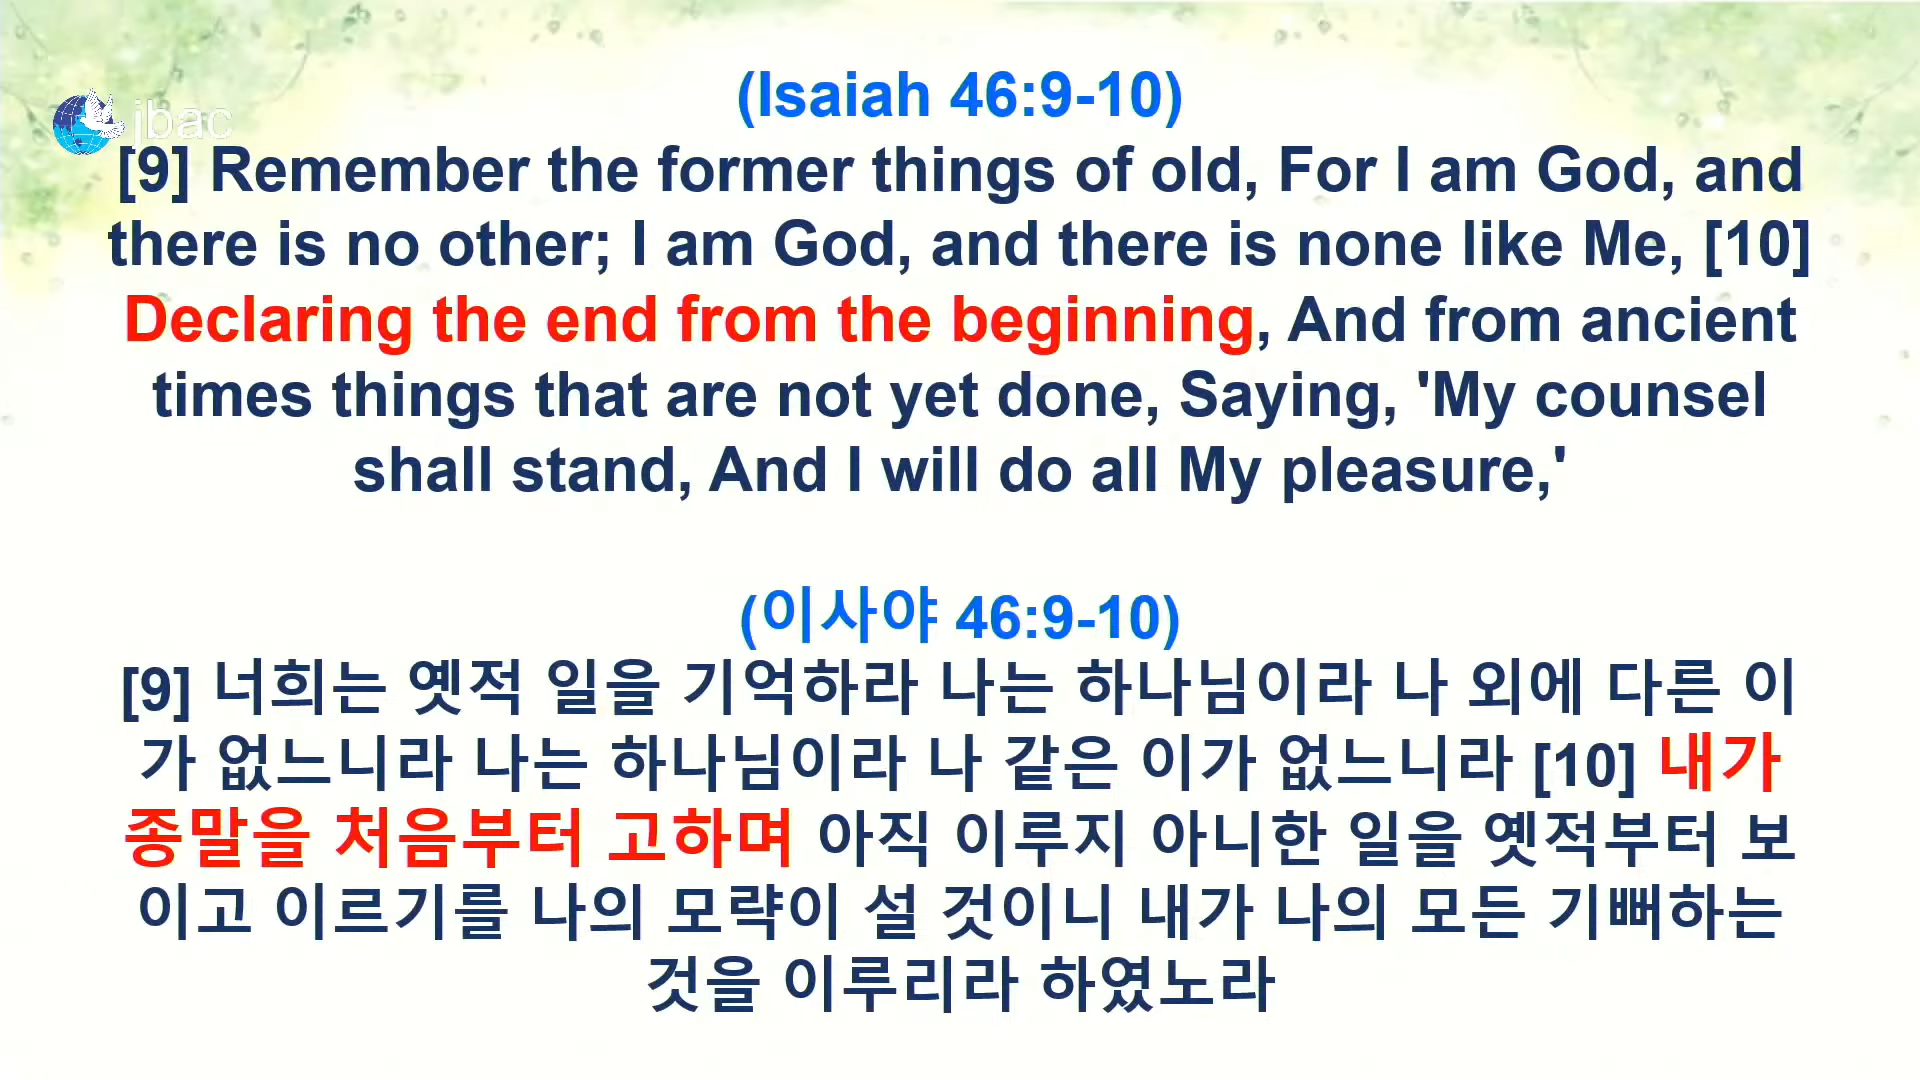 (Isaiah 46:9-10)
jbac
[9] Remember the former things of old, For I am God, and
there is no other; I am God, and there is none like Me, [10]
Declaring the end from the beginning, And from ancient
times things that are not yet done, Saying, 'My counsel
shall stand, And I will do all My pleasure,'
(이사야 46:9-10)
[9] 너희는 옛적 일을 기억하라 나는 하나님이라 나 외에 다른 이
가 없느니라 나는 하나님이라 나 같은 이가 없느니라 [10] 내가
종말을 처음부터 고하며 아직 이루지 아니한 일을 옛적부터 보
이고 이르기를 나의 모략이 설 것이니 내가 나의 모든 기뻐하는
것을 이루리라 하였노라